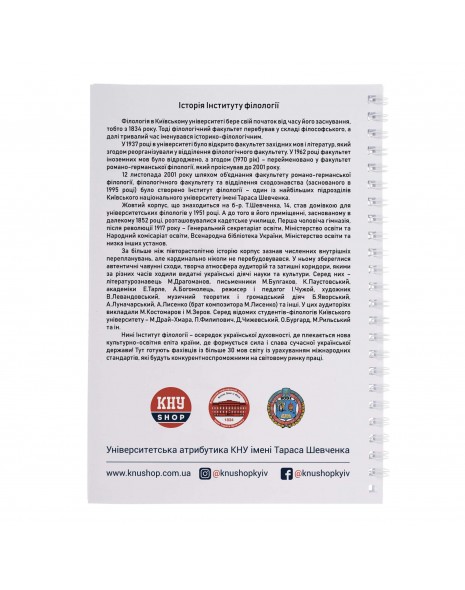 Історія Інституту філології
Філологія в Київському університеті бере свій початок від часу його заснування,
тобто з 1834 року. Тоді філологічний факультет перебував у складі філософського, а
далі тривалий час іменувався історико-філологічним.
У 1937 році в університеті було відкрито факультет західних мов і літератур, який
згодом реорганізували у відділення філологічного факультету. У 1962 році факультет
іноземних мов було відроджено, а згодом (1970 рік) – перейменовано у факультет
романо-германської філології, який проіснував до 2001 року.
12 листопада 2001 року шляхом об'єднання факультету романо-германської
філології, філологічного факультету та відділення сходознавства (заснованого в
1995 році) було створено Інститут філології – один із найбільших підрозділів
Київського національного університету імені Тараса Шевченка.
Жовтий корпус, що знаходиться на б-р. Т.Шевченка, 14, став домівкою для
університетських філологів у 1951 році. А до того в його приміщенні, заснованому в
далекому 1852 році, розташовувалися кадетське училище, Перша чоловіча гімназія,
після революції 1917 року – Генеральний секретаріат освіти, Міністерство освіти та
Народний комісаріат освіти, Всенародна бібліотека України, Міністерство освіти та
низка інших установ.
За більше ніж півторастолітню історію корпус зазнав численних внутрішніх
перепланувань, але кардинально ніколи не перебудовувався. У ньому збереглися
автентичні чавунні сходи, творча атмосфера аудиторій та затишні коридори, якими
за різних часів ходили видатні українські діячі науки та культури. Серед них –
літературознавець М.Драгоманов, письменники М.Булгаков, К.Паустовський,
академіки Е.Тарле, А.Богомолець, режисер і педагог І.Чужой, художник
В.Левандовський, музичний теоретик і громадський діяч Б.Яворський,
А.Луначарський, А.Лисенко (брат композитора М.Лисенко) та інші. У цих аудиторіях
викладали М.Костомаров і М.Зеров. Серед відомих студентів-філологів Київського
університету – М.Драй-Хмара, П.Филипович, Д.Чижевський, О.Бургард, М.Рильський
та ін.
Нині Інститут філології – осередок української духовності, де плекається нова
культурно-освітня еліта країни, де формується сила і слава сучасної української
держави! Тут готують фахівців із більше 30 мов світу із урахуванням міжнародних
стандартів, які будуть конкурентноспроможними на світовому ринку праці.
КНУ
SHOP
1834
Університетська атрибутика КНУ імені Тараса Шевченка
www.knushop.com.ua @knushopkyiv @knushopkyiv